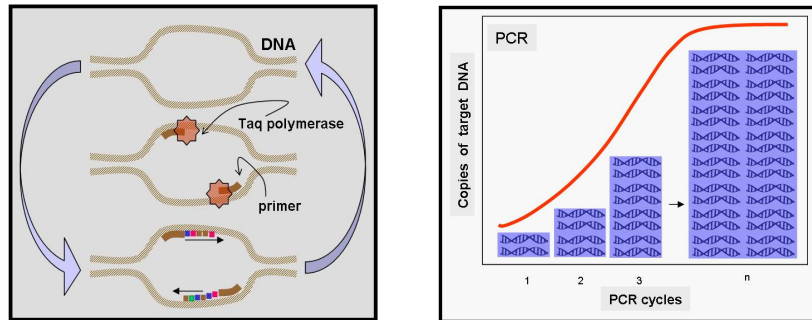 DNA
Taq polymerase
primer
PCR
Copies of target DNA
1
2
3
n
PCR cycles